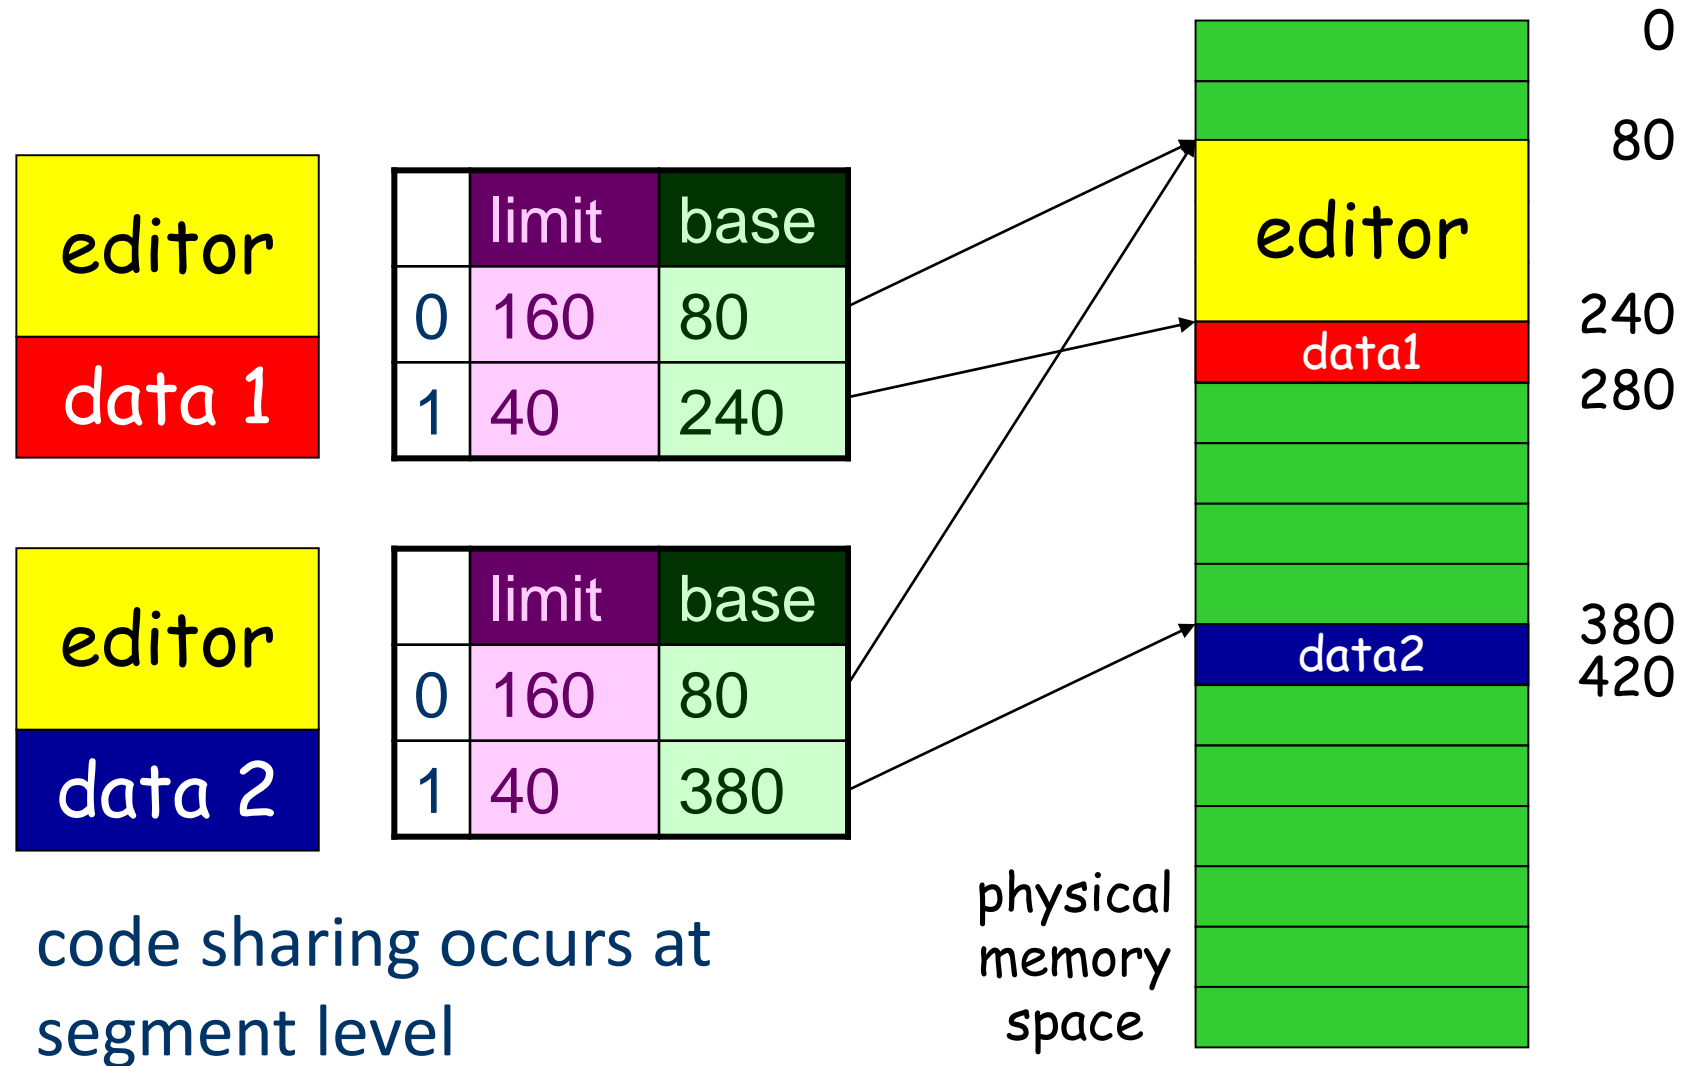 editor
data 1
limit base
0 160 80
1 40 240
editor
data 2
limit base
0 160 80
1 40 380
code sharing occurs at
segment level
physical
memory
space
0
80
editor
240
data1
280
380
data2
420